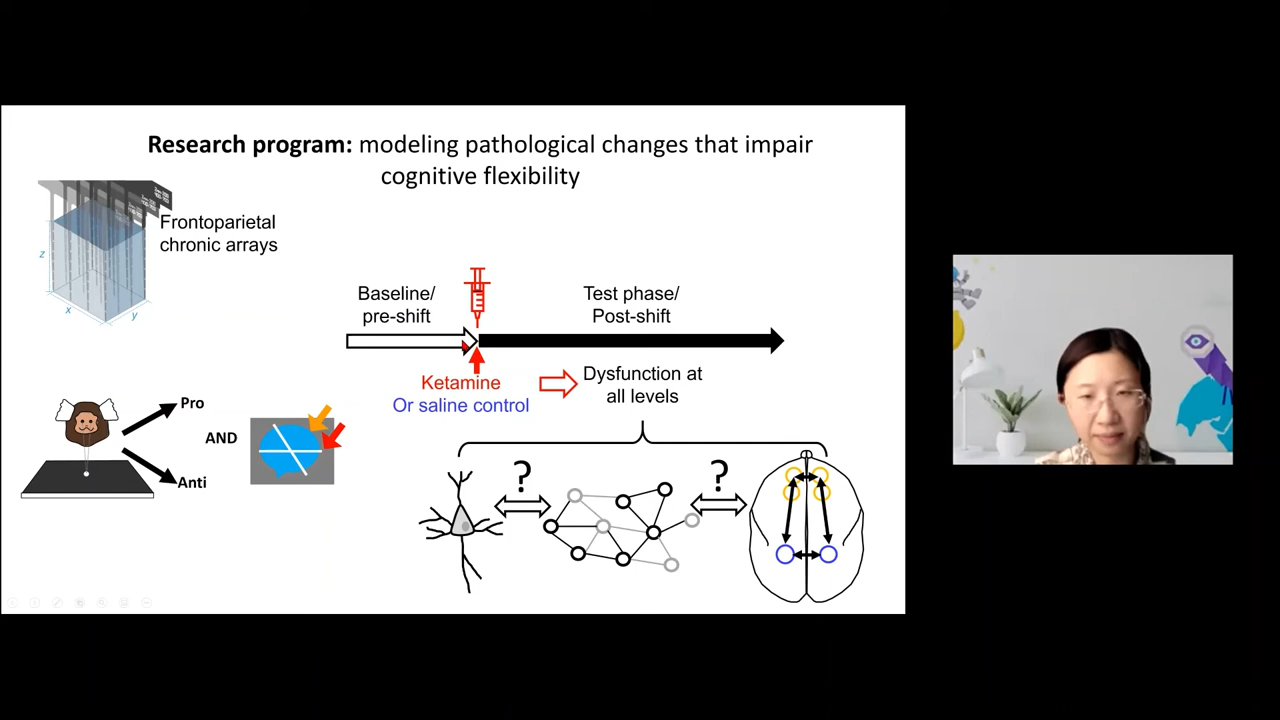 Research program: modeling pathological changes that impair
cognitive flexibility
Frontoparietal
chronic arrays
z
x
y
Baseline/
pre-shift
Test phase/
Post-shift
Ketamine
Or saline control
Dysfunction at
all levels
Pro
AND
Anti
?
?